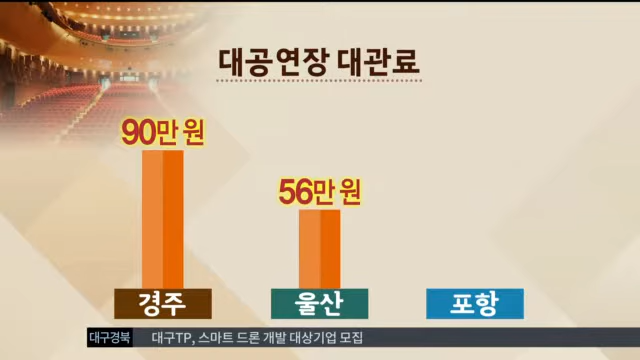 대공연장 대관료
90만 원
56만 원
경주
울산
포항
대구경북
대구TP, 스마트 드론 개발 대상기업 모집